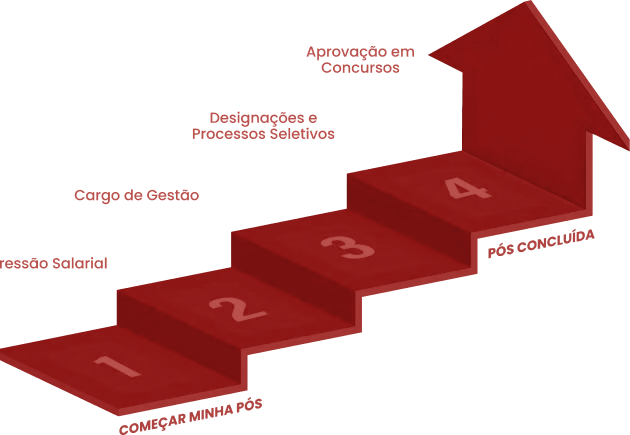 Aprovação em
Concursos
Designações e
Processos Seletivos
Cargo de Gestão
ressão Salarial
4
3
2
1
PÓS CONCLUÍDA
COMEÇAR MINHA PÓS